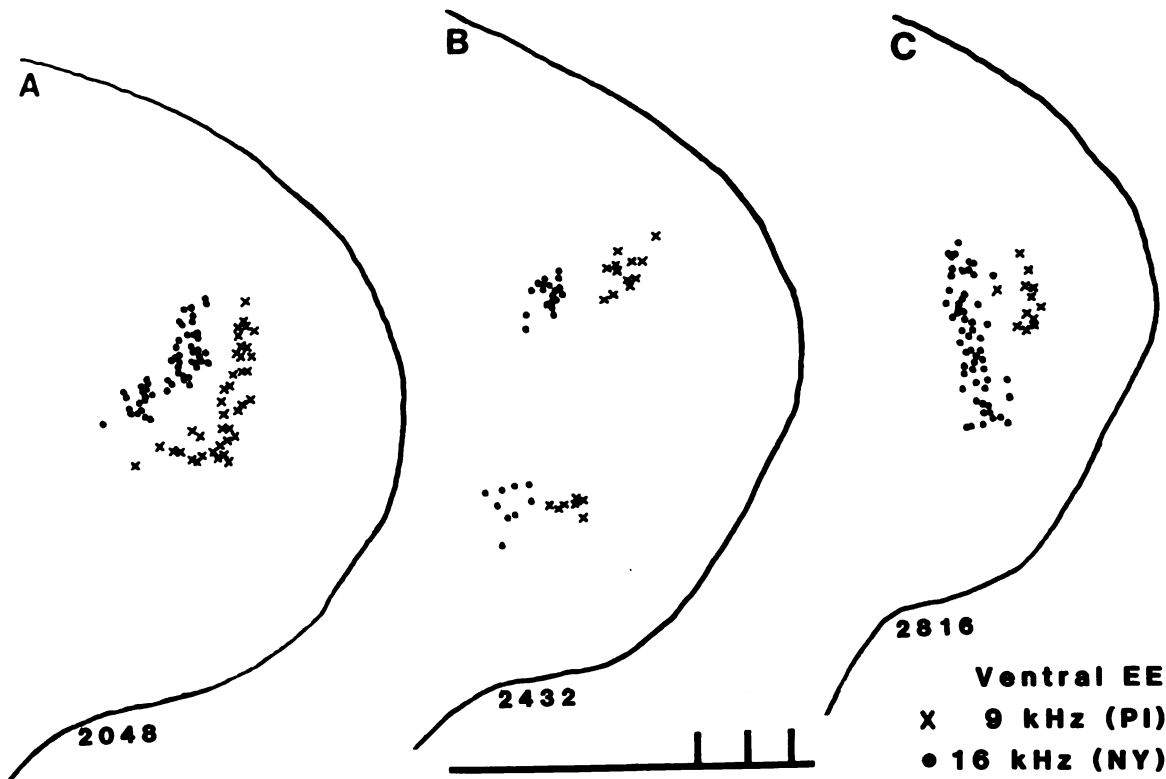 A
B
C
2048
2432
2816
Ventral EE
x 9 kHz (PI)
● 16 kHz (NY)